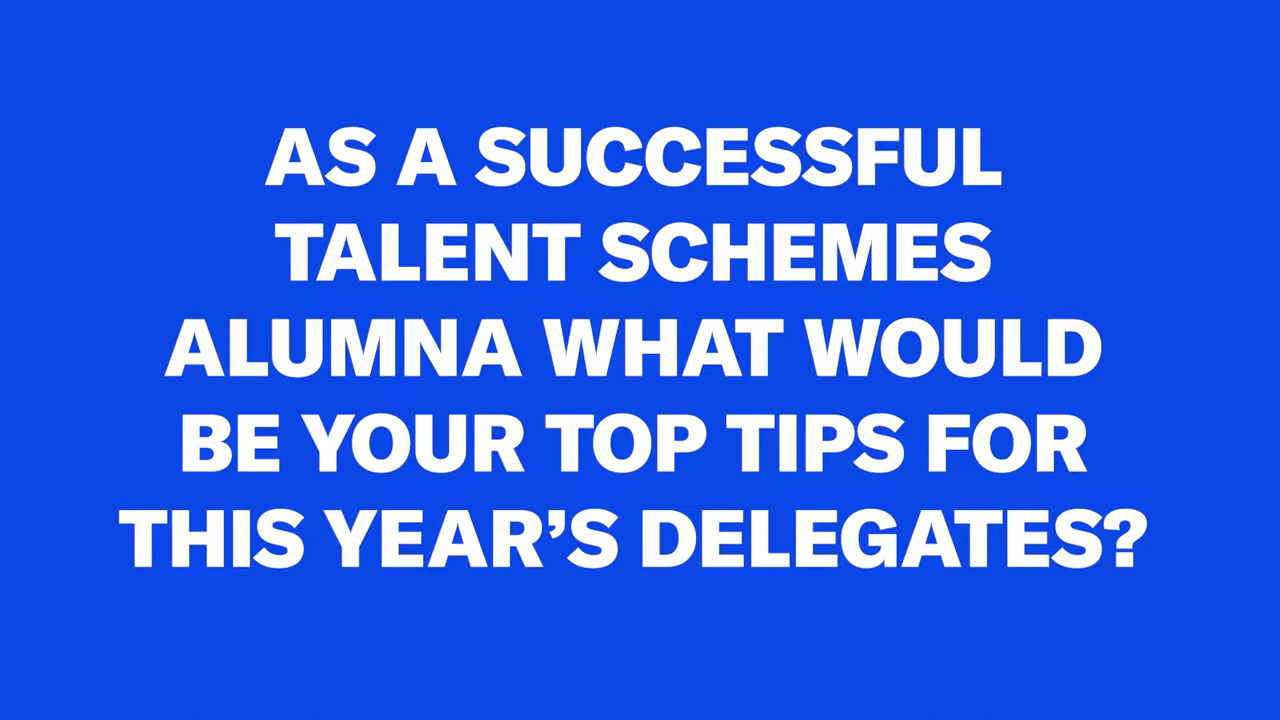 AS A SUCCESSFUL
TALENT SCHEMES
ALUMNA WHAT WOULD
BE YOUR TOP TIPS FOR
THIS YEAR’S DELEGATES?